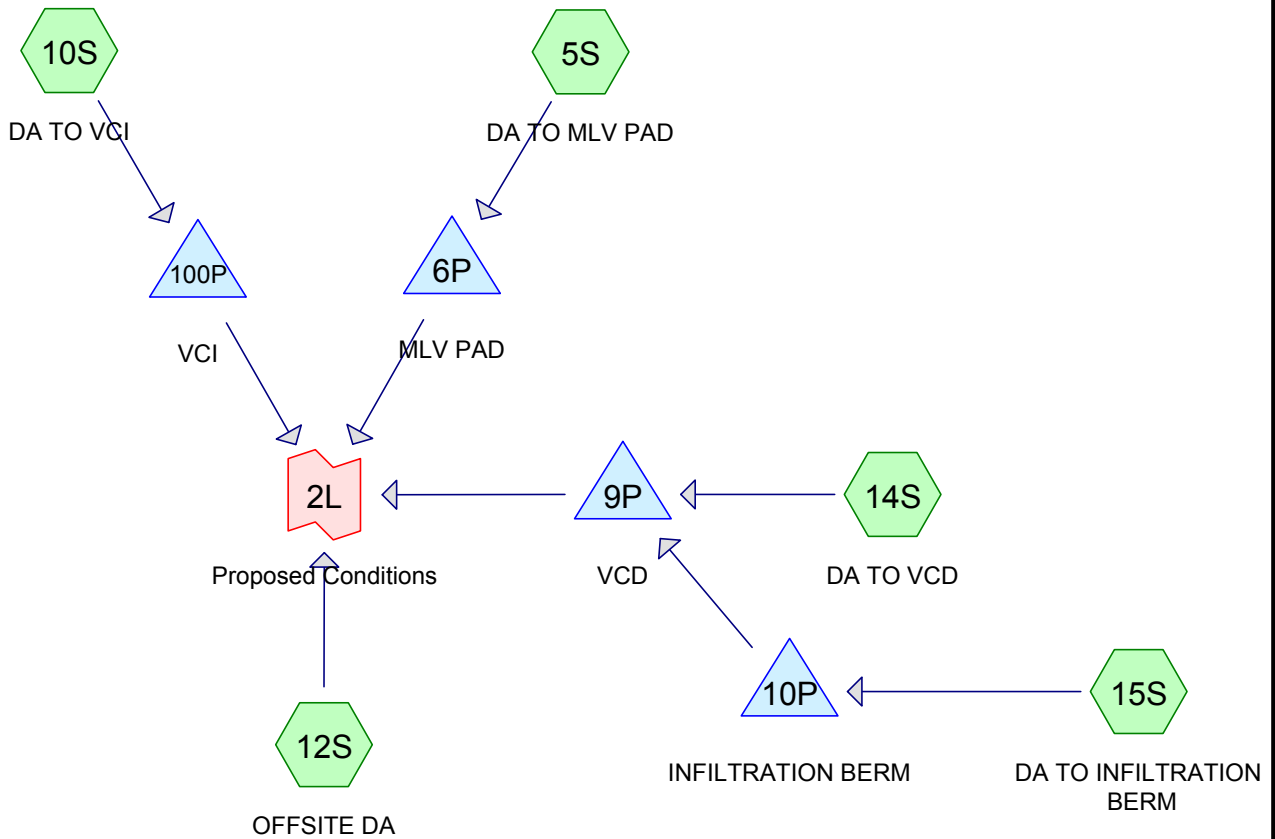 10S
5S
DA TO VCI
DA TO MLV PAD
100P
6P
VCI
MLV PAD
2L
9P
14S
Proposed Conditions
VCD
DA TO VCD
10P
15S
12S
INFILTRATION BERM
DA TO INFILTRATION
BERM
OFFSITE DA